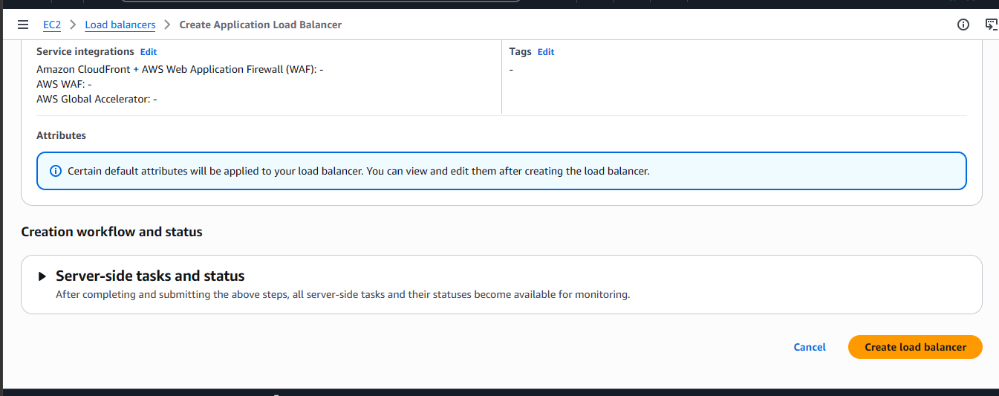 EC2 > Load balancers > Create Application Load Balancer
Service integrations Edit
Amazon CloudFront + AWS Web Application Firewall (WAF): -
AWS WAF: -
AWS Global Accelerator: -
Tags Edit
-
Attributes
Certain default attributes will be applied to your load balancer. You can view and edit them after creating the load balancer.
Creation workflow and status
Server-side tasks and status
After completing and submitting the above steps, all server-side tasks and their statuses become available for monitoring.
Cancel
Create load balancer